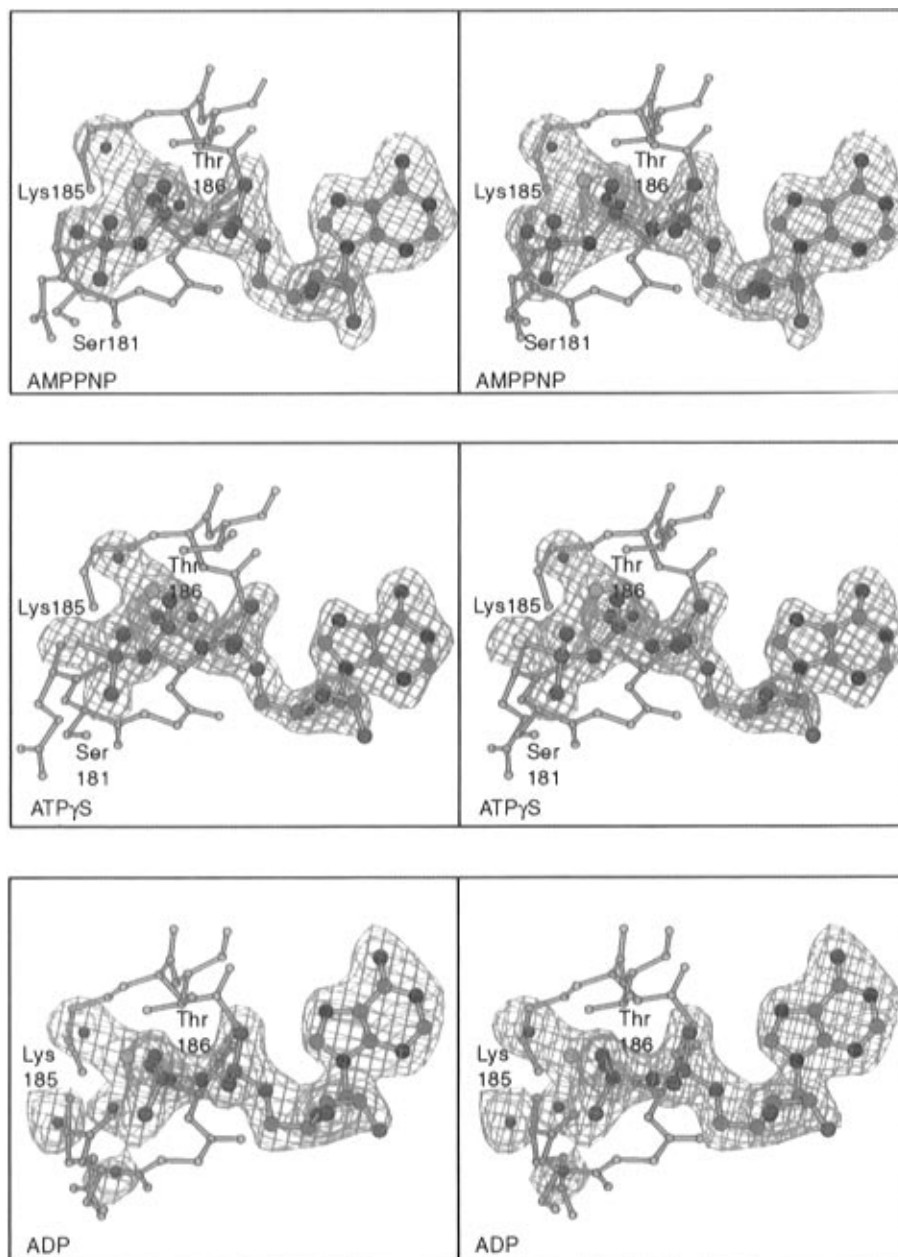 Thr
186
Lys185
Ser181
AMPPNP
Thr
186
Lys185
Ser181
AMPPNP
Thr
186
Lys185
Ser
181
ATPγS
Thr
186
Lys185
Ser
181
ATPγS
Thr
186
Lys
185
ADP
Thr
186
Lys
185
ADP